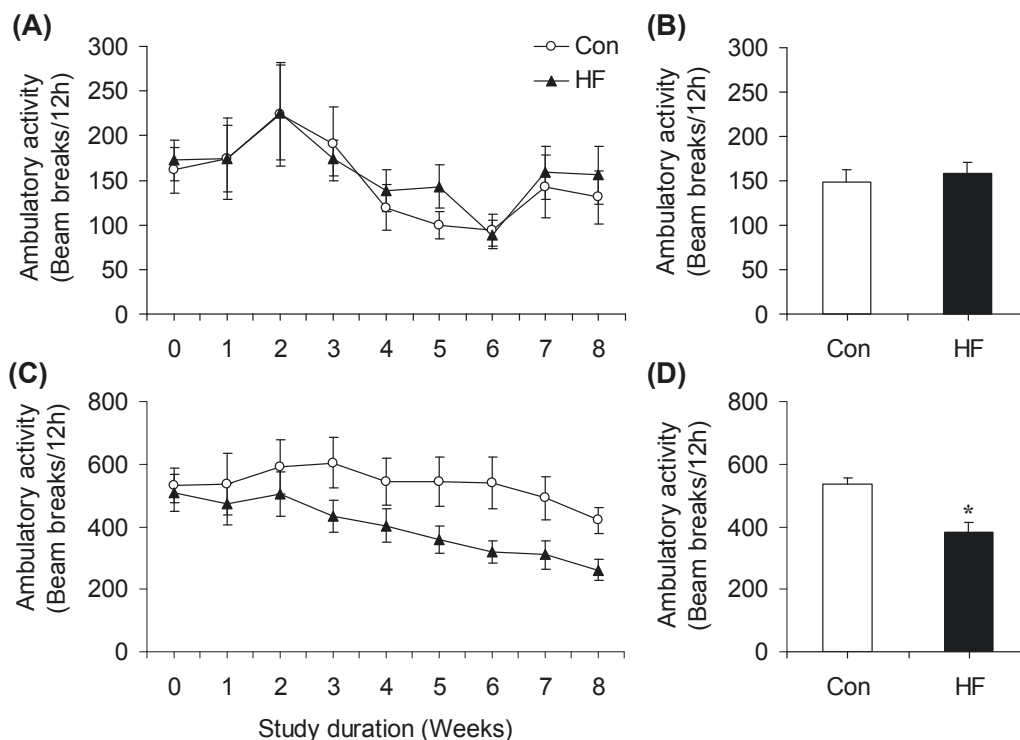 (A)
Ambulatory activity
(Beam breaks/12h)
300
250
200
150
100
50
0
Con
HF
0 1 2 3 4 5 6 7 8
(B)
Ambulatory activity
(Beam breaks/12h)
300
250
200
150
100
50
0
Con HF
(C)
Ambulatory activity
(Beam breaks/12h)
800
600
400
200
0
0 1 2 3 4 5 6 7 8
Study duration (Weeks)
(D)
Ambulatory activity
(Beam breaks/12h)
800
600
400
200
0
*
Con HF